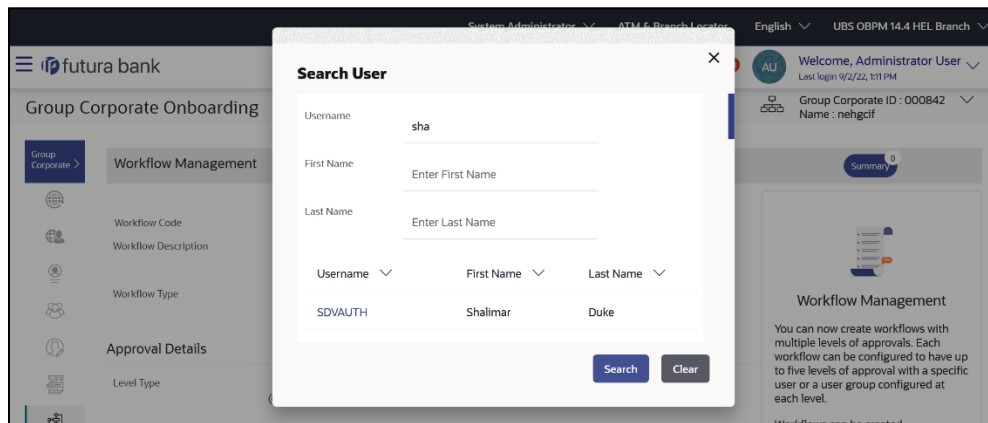 System Administrator ATM & Branch Locator English UBS OBPM 14.4 HEL Branch
futura bank
AU
Welcome, Administrator User
Last login 9/2/22, 1:11 PM
Group Corporate Onboarding
Group Corporate ID : 000842
Name : nehgcif
Group
Corporate >
Workflow Management
Summary
0
Workflow Code
Workflow Description
Workflow Type
Approval Details
Level Type
Search User
Username
sha
First Name
Enter First Name
Last Name
Enter Last Name
Username First Name Last Name
SDVAUTH Shalimar Duke
Search Clear
Workflow Management
You can now create workflows with
multiple levels of approvals. Each
workflow can be configured to have up
to five levels of approval with a specific
user or a user group configured at
each level.
Workflows can be created